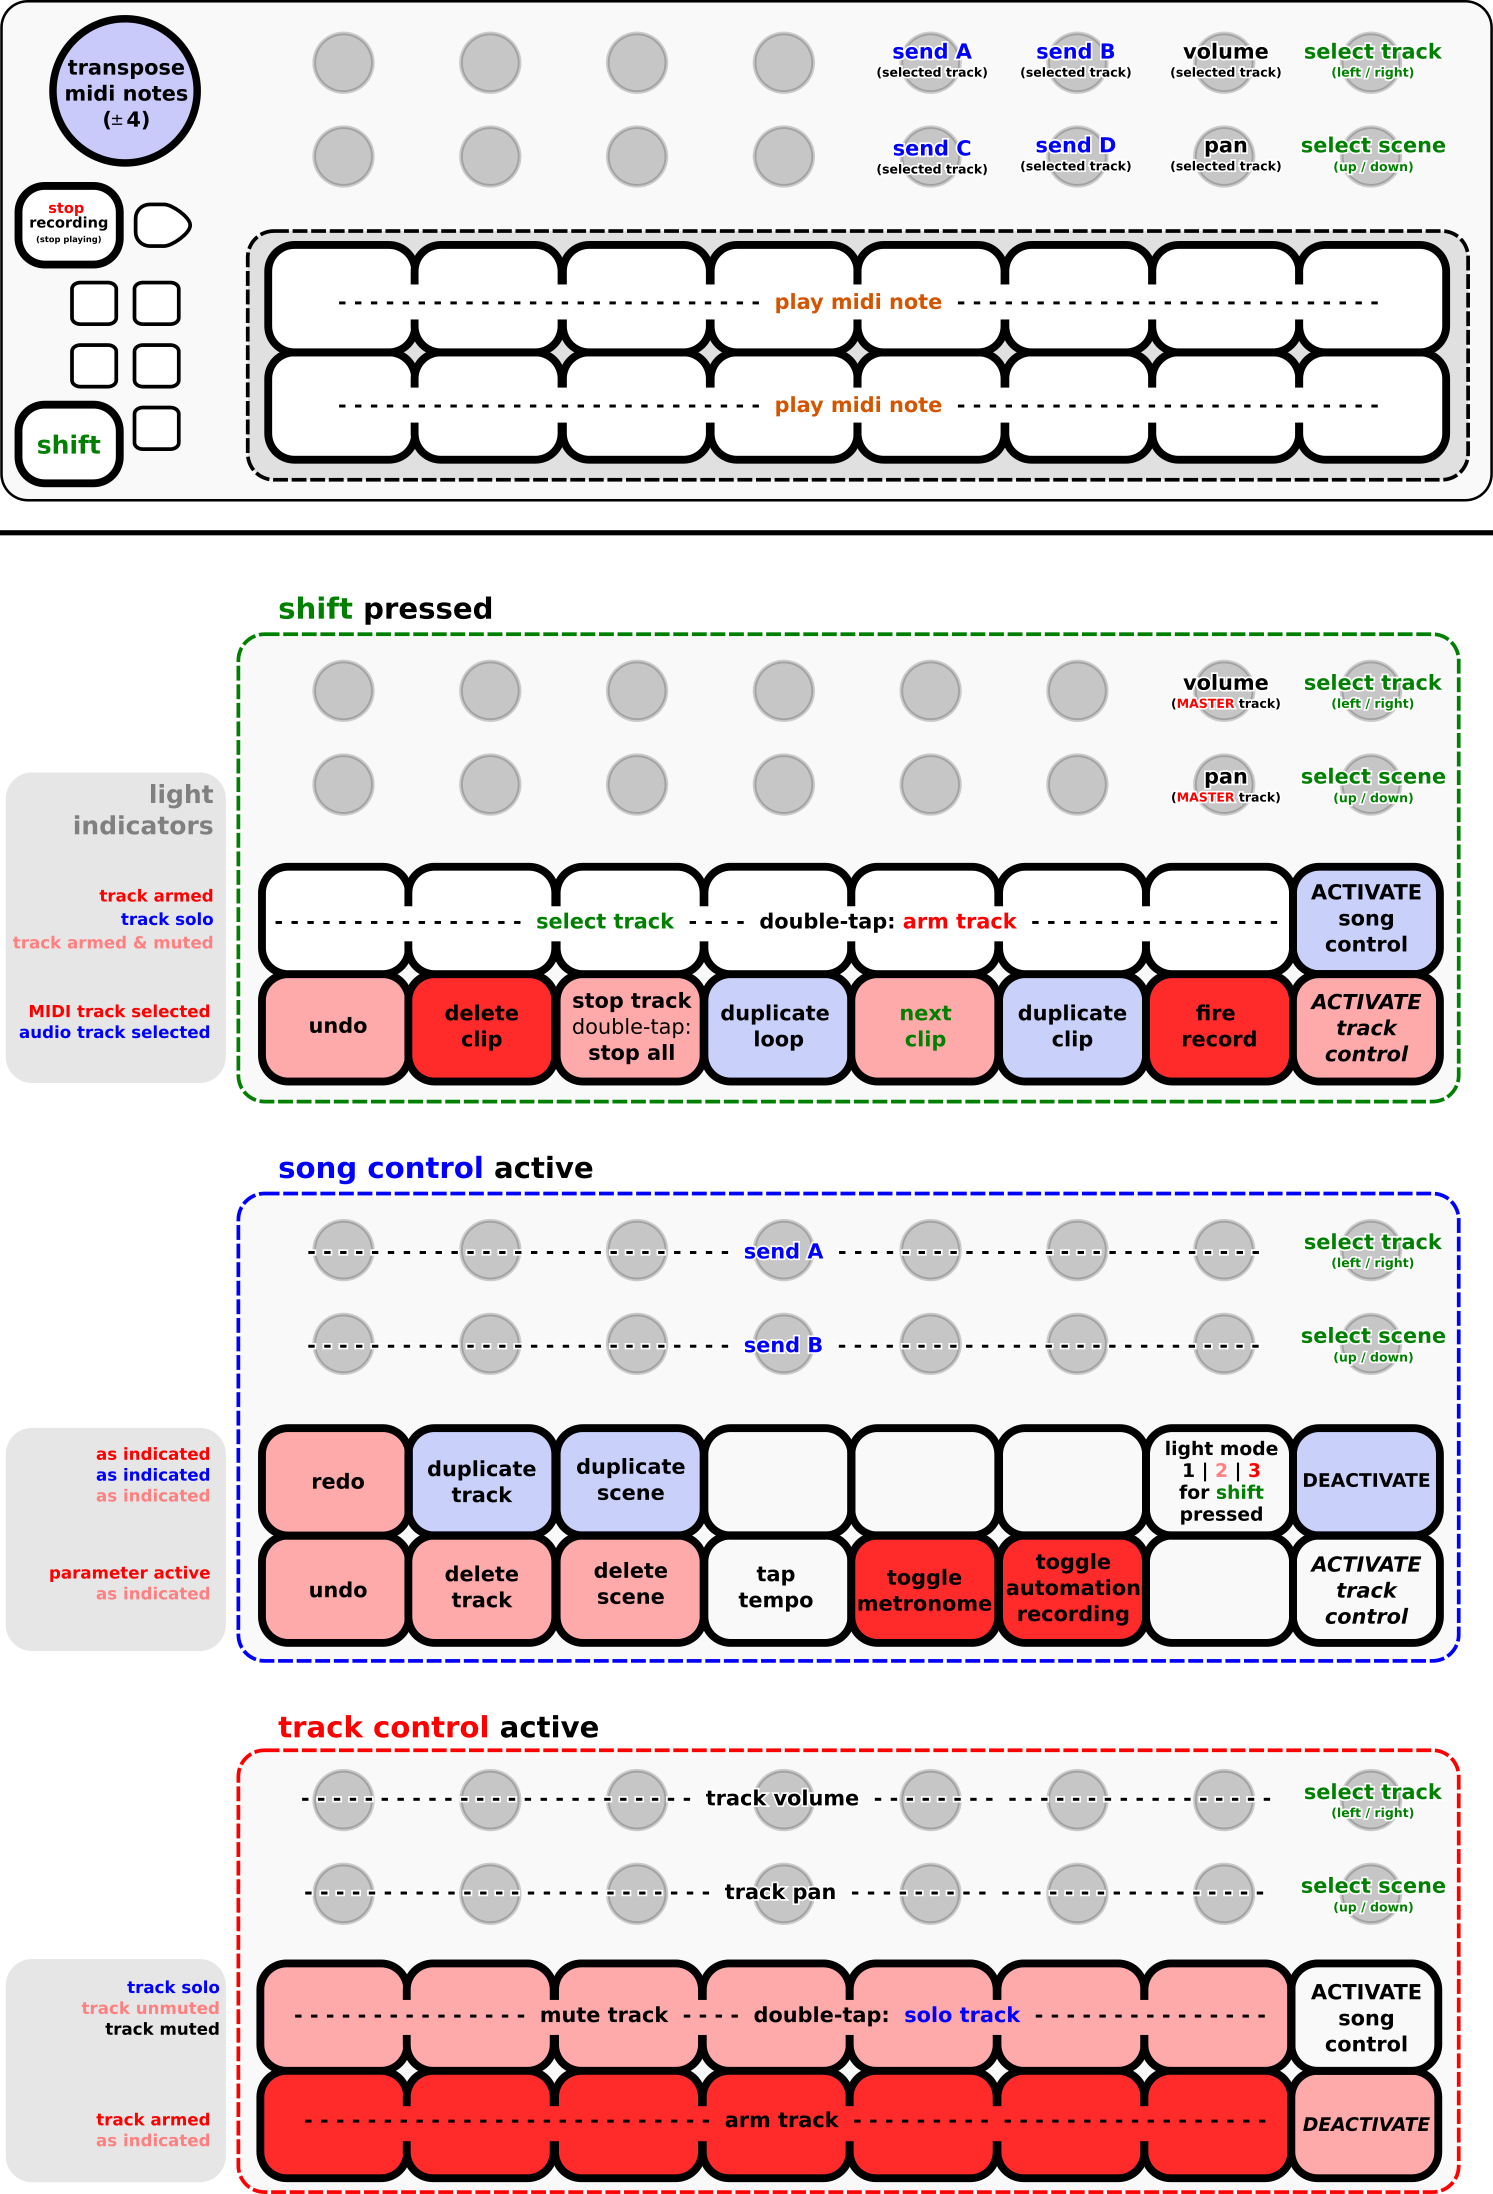 transpose
midi notes
(±4)
send A
(selected track)
send B
(selected track)
volume
(selected track)
select track
(left / right)
send C
(selected track)
send D
(selected track)
pan
(selected track)
select scene
(up / down)
stop
recording
(stop playing)
play midi note
play midi note
shift
shift pressed
volume
(MASTER track)
select track
(left / right)
pan
(MASTER track)
select scene
(up / down)
light
indicators
track armed
track solo
track armed & muted
select track
double-tap: arm track
ACTIVATE
song
control
MIDI track selected
audio track selected
undo
delete
clip
stop track
double-tap:
stop all
duplicate
loop
next
clip
duplicate
clip
fire
record
ACTIVATE
track
control
song control active
send A
select track
(left / right)
send B
select scene
(up / down)
as indicated
as indicated
as indicated
redo
duplicate
track
duplicate
scene
light mode
1 | 2 | 3
for shift
pressed
DEACTIVATE
parameter active
as indicated
undo
delete
track
delete
scene
tap
tempo
toggle
metronome
toggle
automation
recording
ACTIVATE
track
control
track control active
track volume
select track
(left / right)
track pan
select scene
(up / down)
track solo
track unmuted
track muted
mute track
double-tap: solo track
ACTIVATE
song
control
track armed
as indicated
arm track
DEACTIVATE